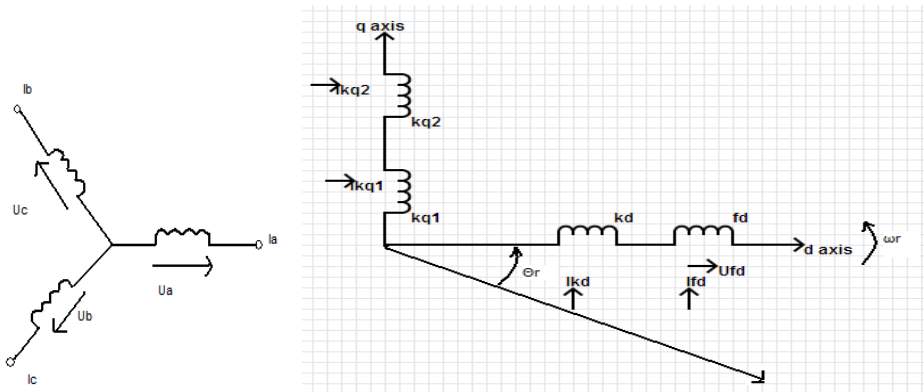 Ib
Uc
Ia
Ua
Ub
Ic
q axis
Ikq2
kq2
Ikq1
kq1
kd
fd
d axis
ωr
Θr
Ufd
Ikd
Ifd